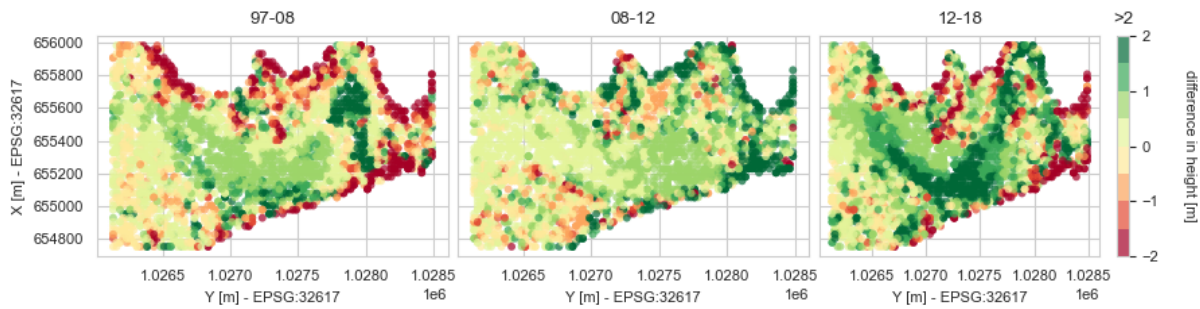 97-08
08-12
12-18
>2
656000
655800
655600
655400
655200
655000
654800
X [m] - EPSG:32617
1.0265 1.0270 1.0275 1.0280 1.0285
1e6
Y [m] - EPSG:32617
1.0265 1.0270 1.0275 1.0280 1.0285
1e6
Y [m] - EPSG:32617
1.0265 1.0270 1.0275 1.0280 1.0285
1e6
Y [m] - EPSG:32617
2
1
0
−1
−2
difference in height [m]